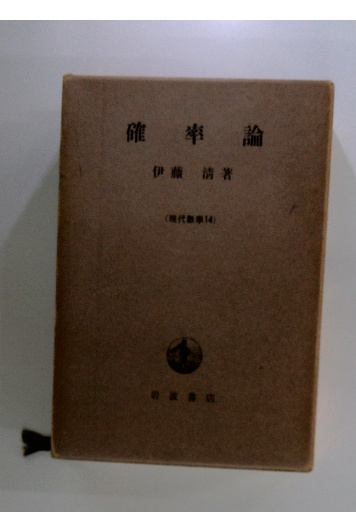 確率論
伊藤 清著
(現代數學14)
岩波書店